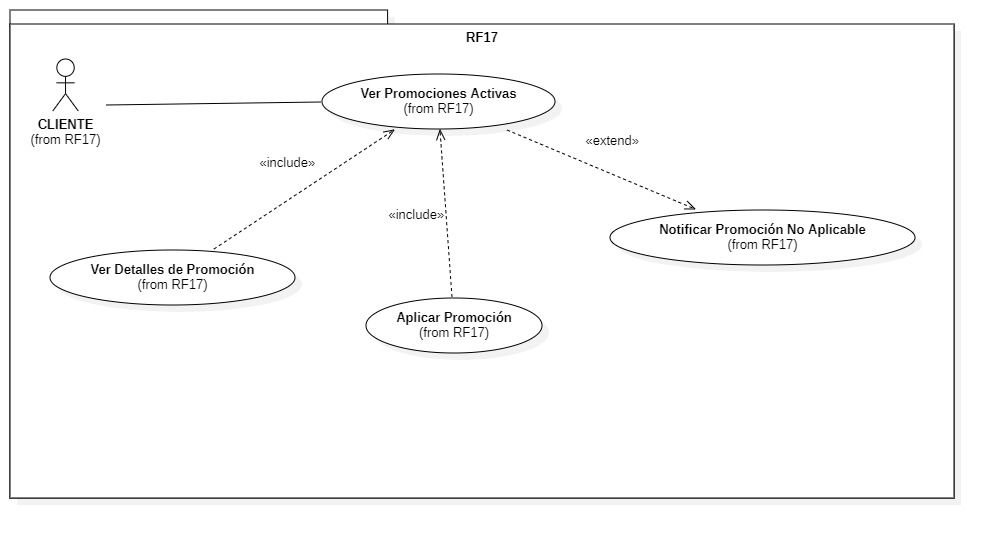 RF17
CLIENTE
(from RF17)
Ver Promociones Activas
(from RF17)
«include»
«extend»
«include»
Notificar Promoción No Aplicable
(from RF17)
Ver Detalles de Promoción
(from RF17)
Aplicar Promoción
(from RF17)